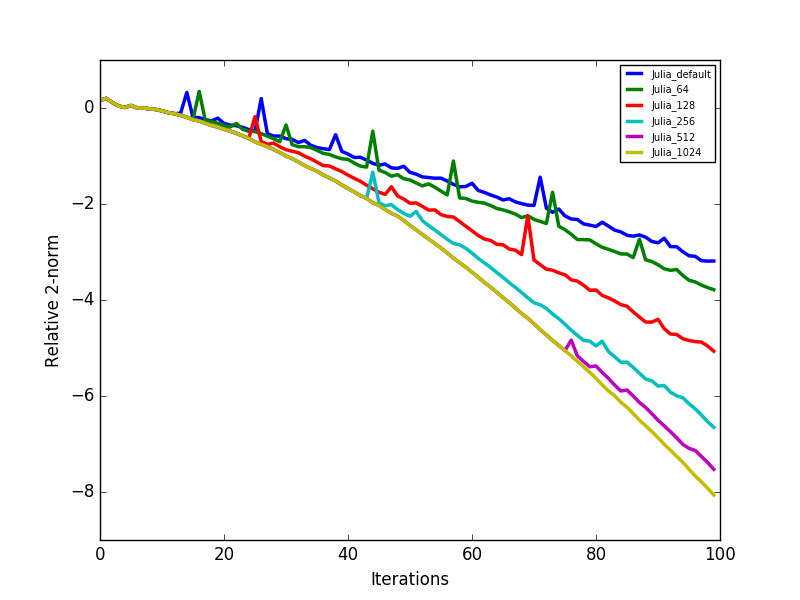 Julia_default
Julia_64
Julia_128
Julia_256
Julia_512
Julia_1024
0
−2
−4
−6
−8
Relative 2-norm
0 20 40 60 80 100
Iterations